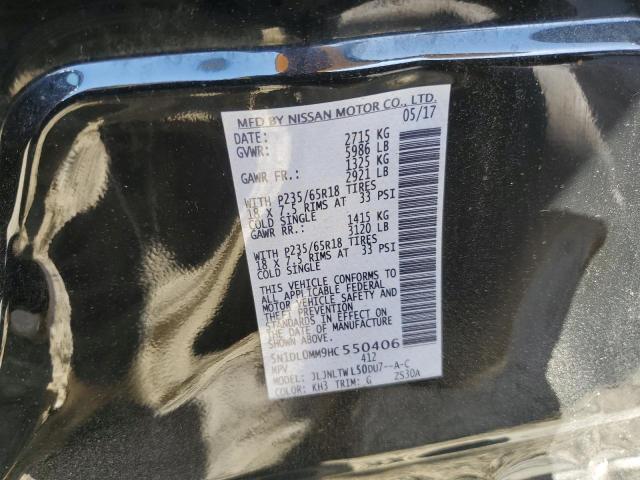 MFD BY NISSAN MOTOR CO., LTD.
DATE: 05/17
GVWR: 2715 KG
5986 LB
GAWR FR.: 1325 KG
2921 LB
WITH P235/65R18 TIRES
18 X 7.5 RIMS AT 33 PSI
COLD SINGLE
GAWR RR.: 1415 KG
3120 LB
WITH P235/65R18 TIRES
18 X 7.5 RIMS AT 33 PSI
COLD SINGLE
THIS VEHICLE CONFORMS TO
ALL APPLICABLE FEDERAL
MOTOR VEHICLE SAFETY AND
THEFT PREVENTION
STANDARDS IN EFFECT ON
THE DATE OF MANUFACTURE
SHOWN ABOVE.
5N1DL0MM9HC550406
MPV 412
MODEL: JLJNLTWL50DU7--A-C
COLOR: KH3 TRIM: G 2S30A